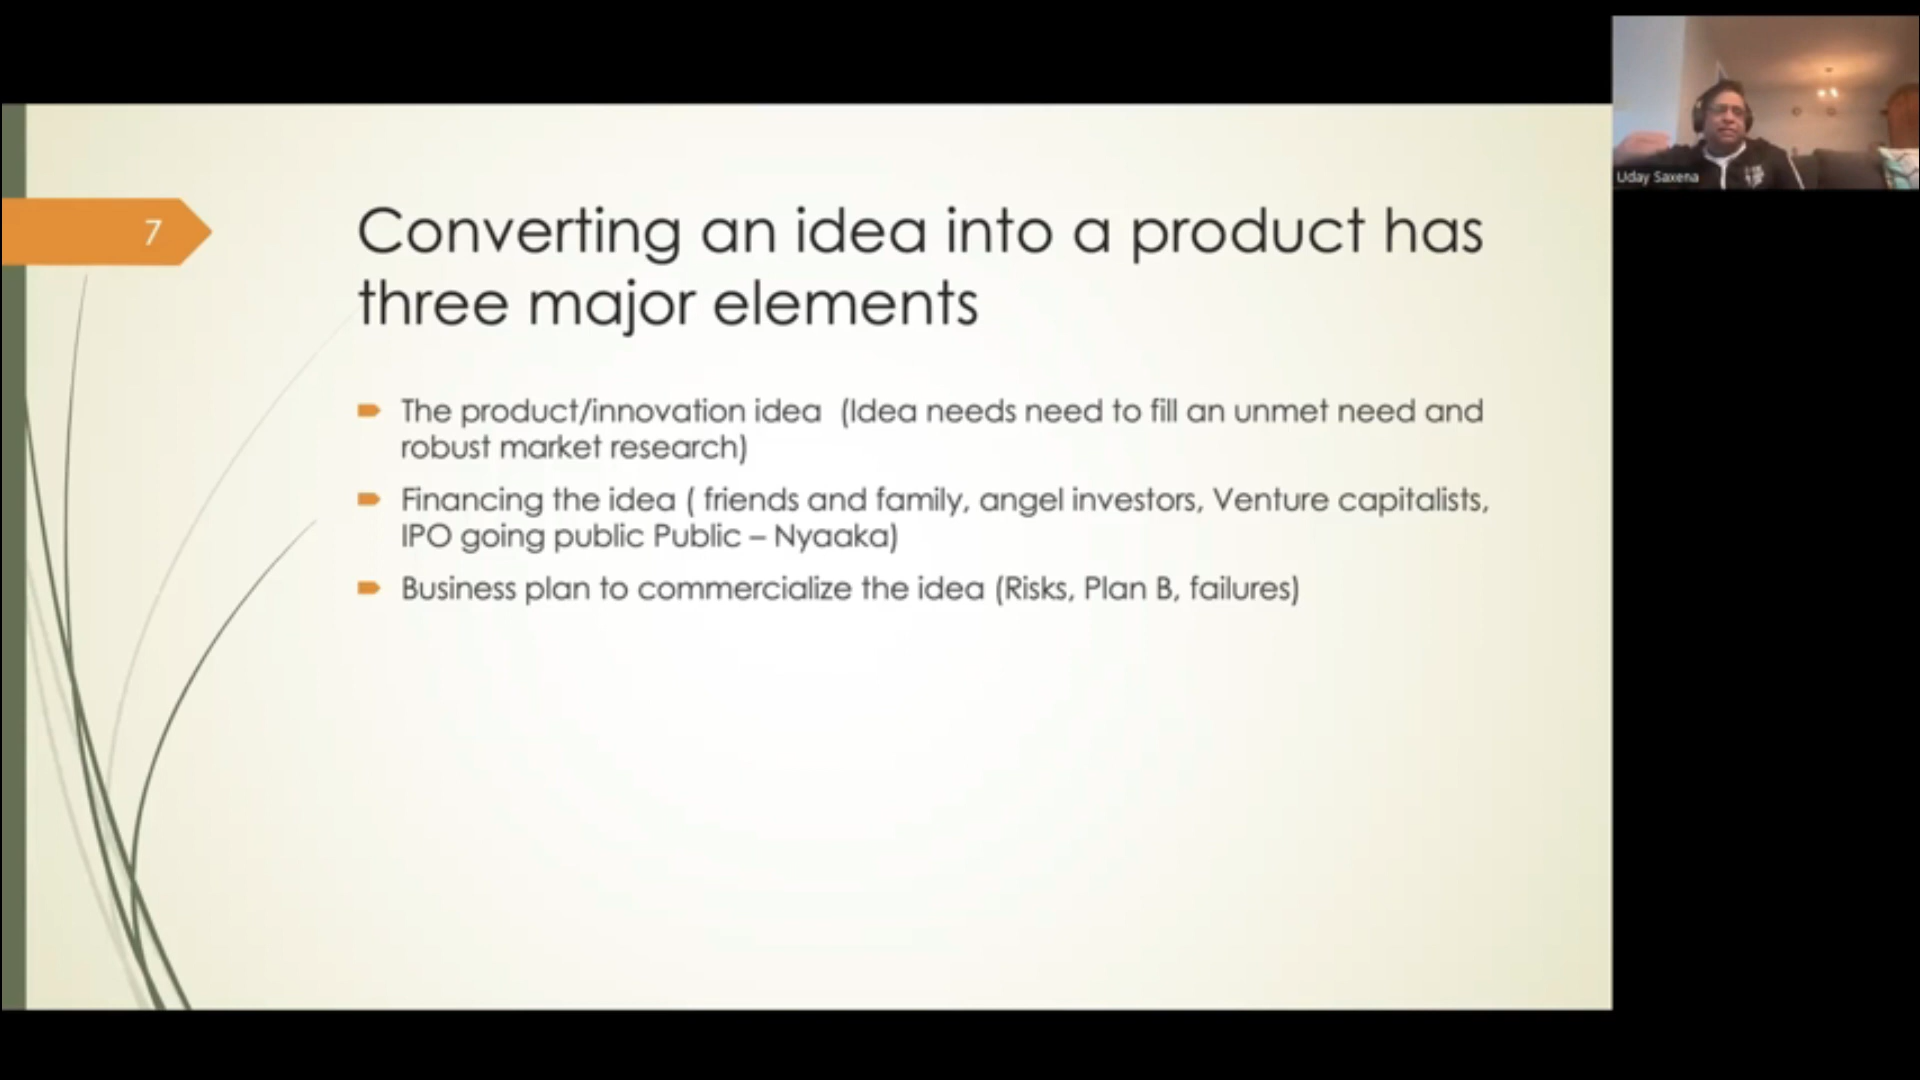 7
Converting an idea into a product has
three major elements
The product/innovation idea (Idea needs need to fill an unmet need and
robust market research)
Financing the idea ( friends and family, angel investors, Venture capitalists,
IPO going public Public – Nyaaka)
Business plan to commercialize the idea (Risks, Plan B, failures)
Uday Saxena